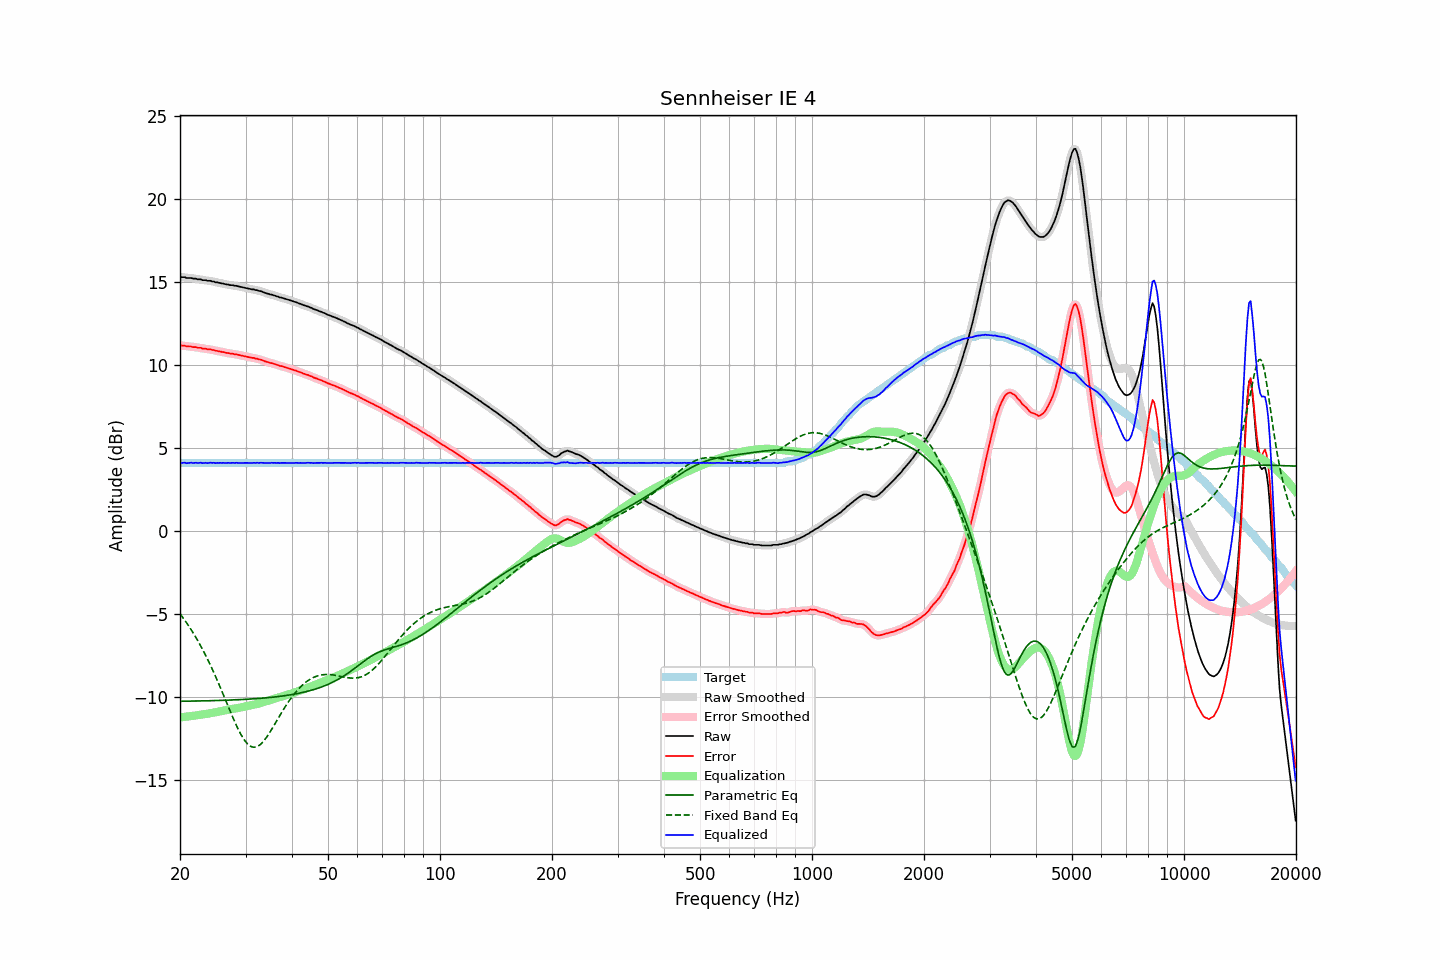 Sennheiser IE 4
25
20
15
10
5
0
−5
−10
−15
Amplitude (dBr)
20
50
100
200
500
1000
2000
5000
10000
20000
Frequency (Hz)
Target
Raw Smoothed
Error Smoothed
Raw
Error
Equalization
Parametric Eq
Fixed Band Eq
Equalized